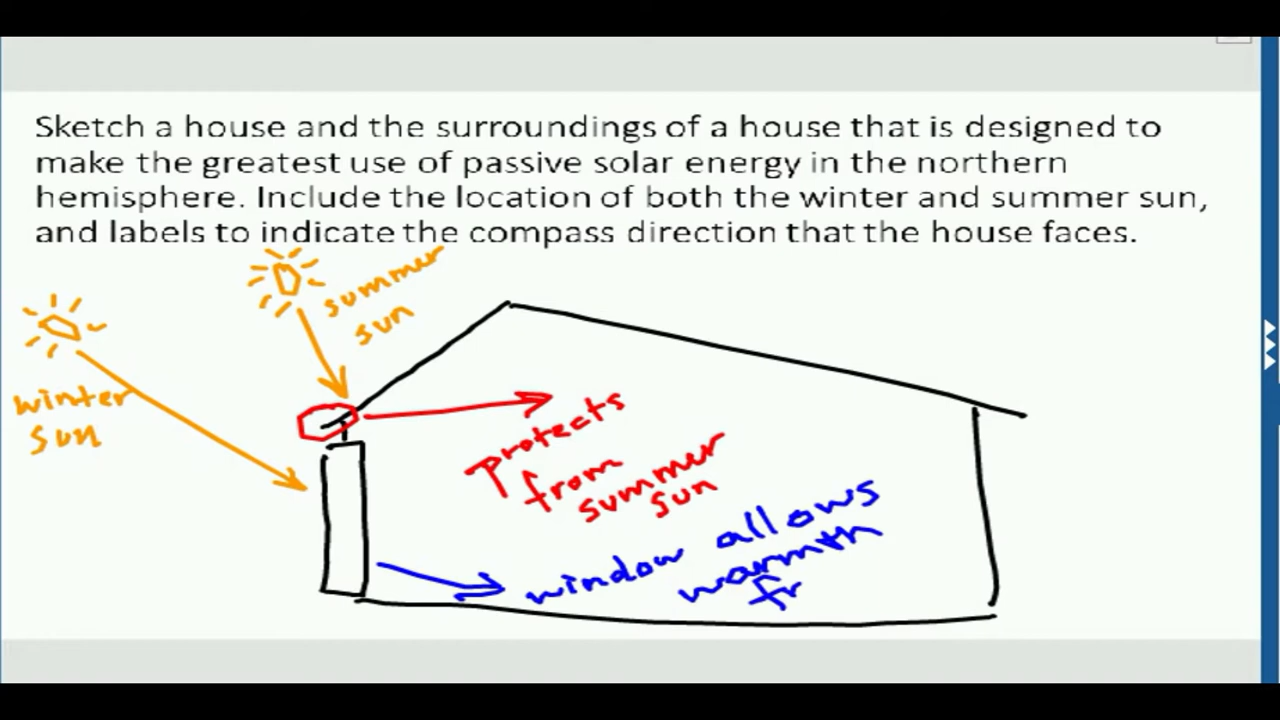 Sketch a house and the surroundings of a house that is designed to
make the greatest use of passive solar energy in the northern
hemisphere. Include the location of both the winter and summer sun,
and labels to indicate the compass direction that the house faces.
summer
sun
winter
sun
protects
from
summer
sun
window allows
warmth
fr